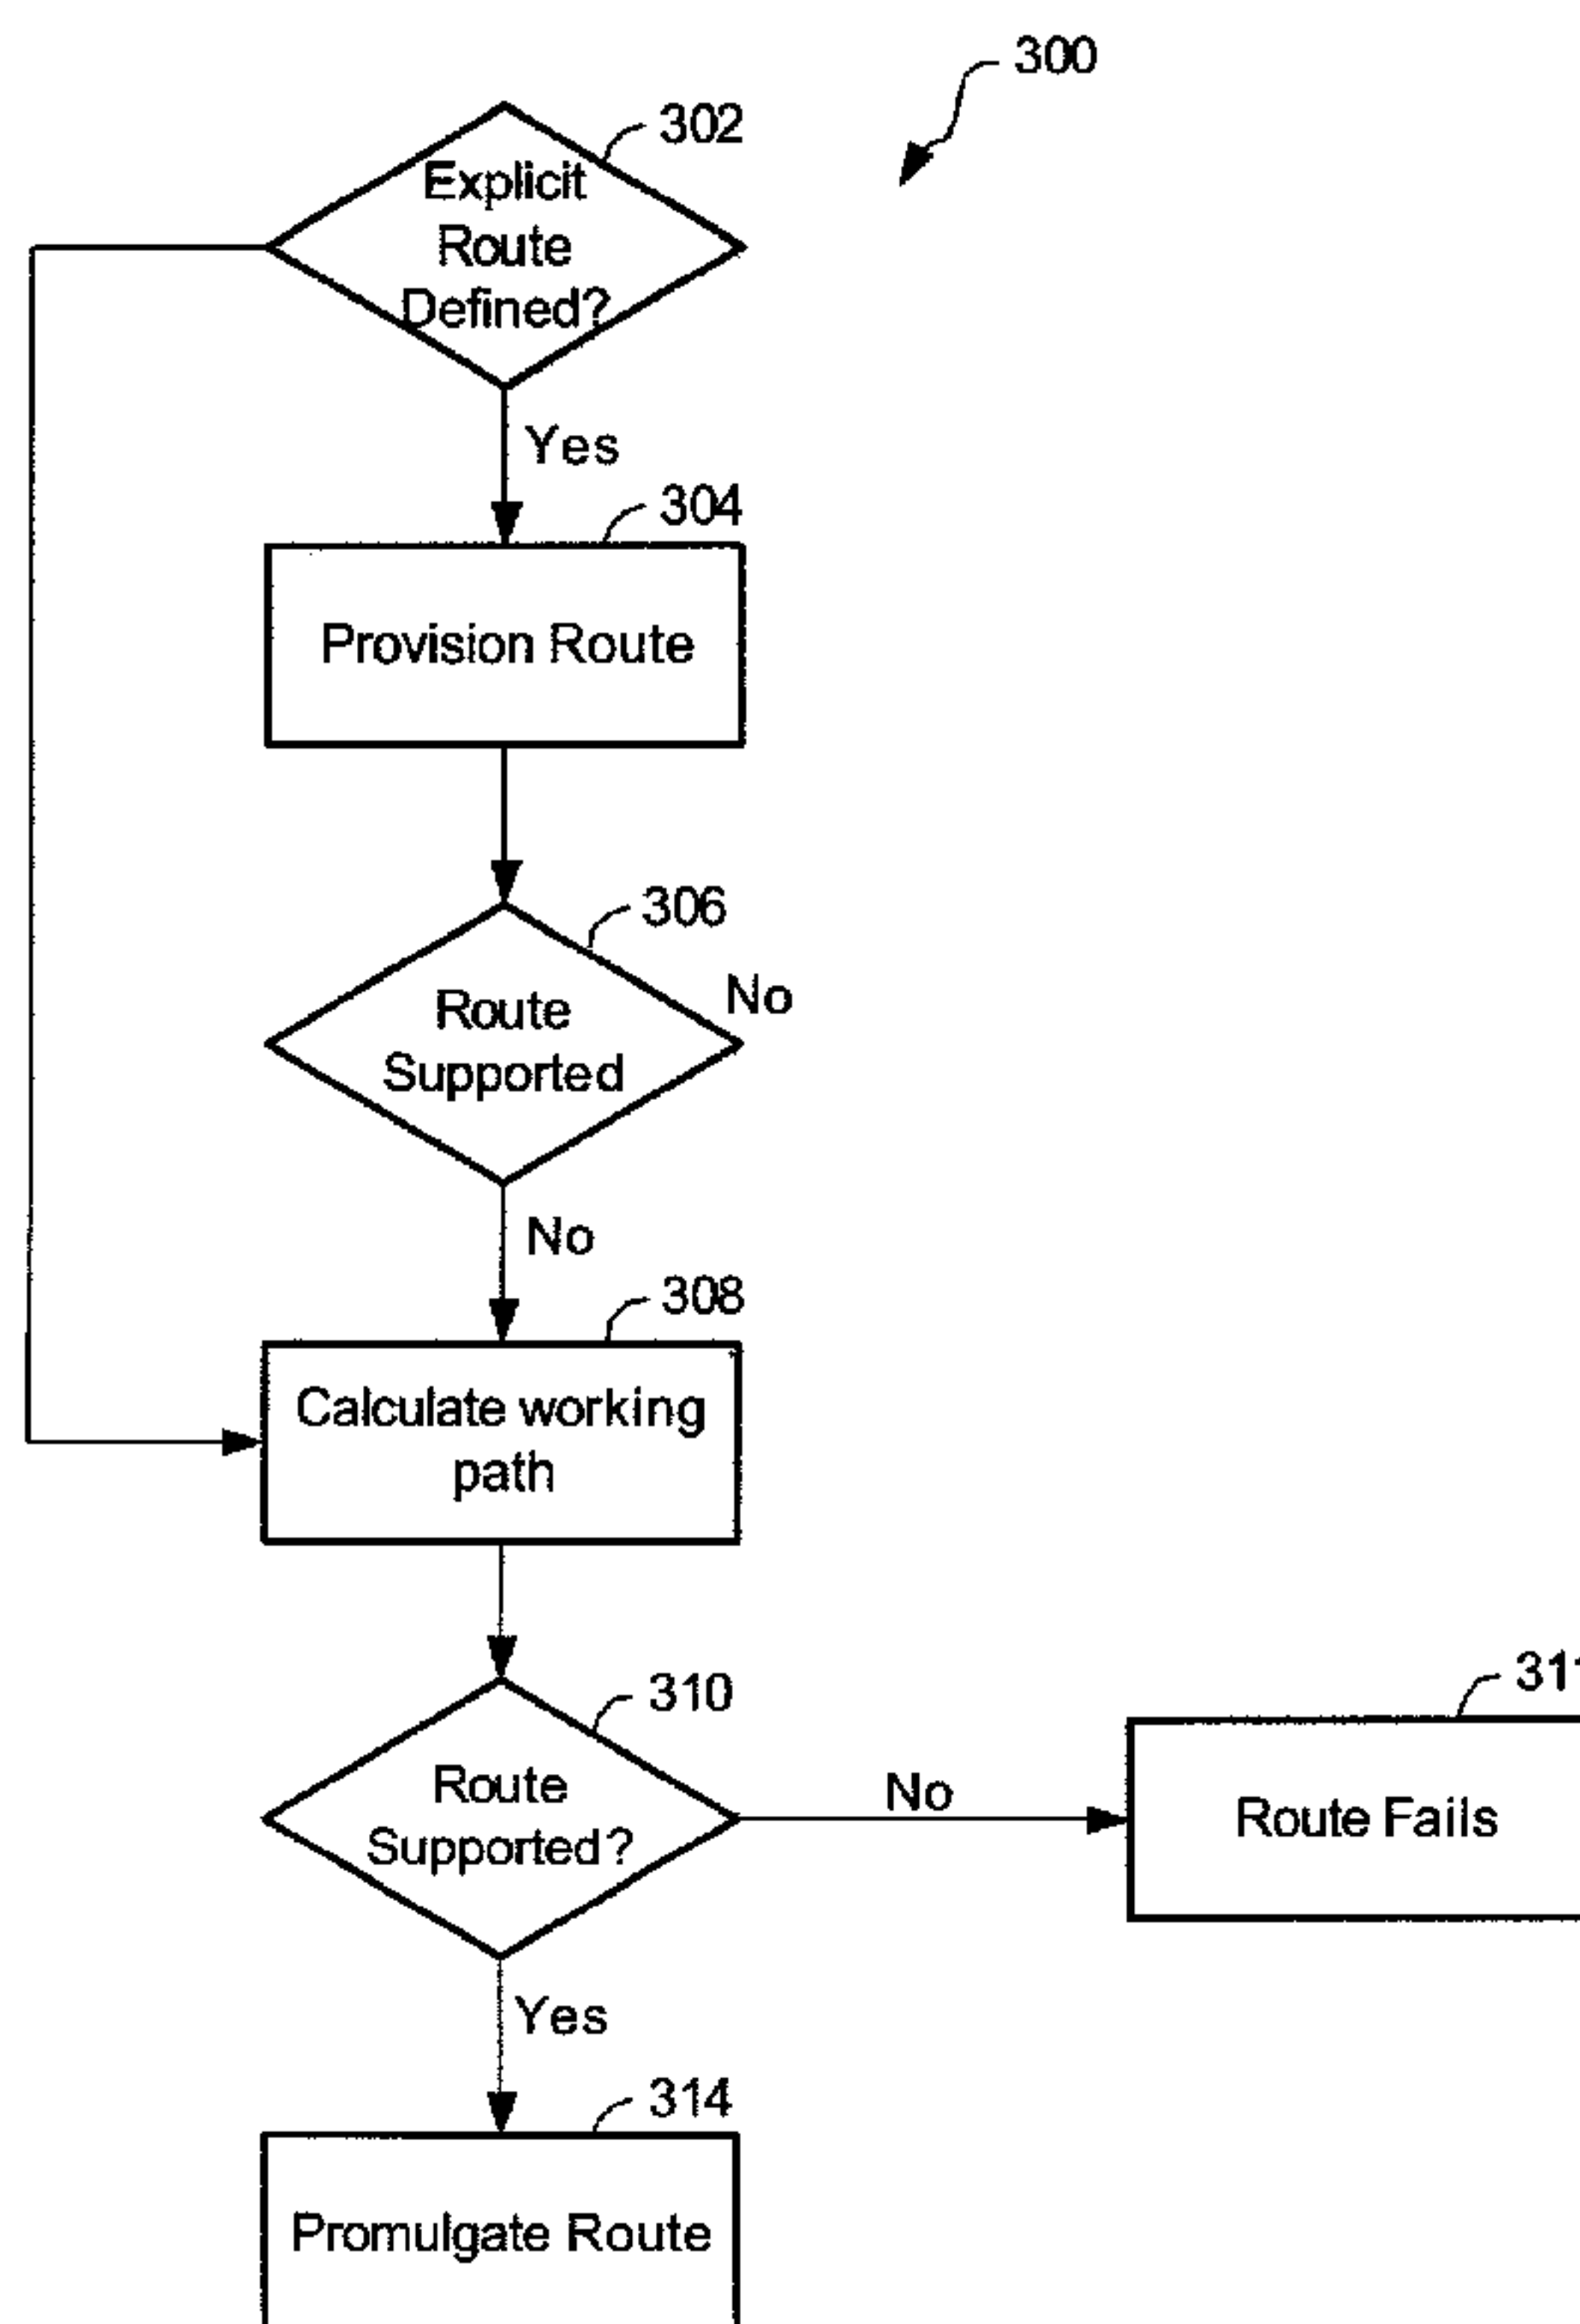 300
302
Explicit
Route
Defined?
Yes
304
Provision Route
306
No
Route
Supported
No
308
Calculate working
path
310
Route
Supported?
No
Route Fails
Yes
314
Promulgate Route